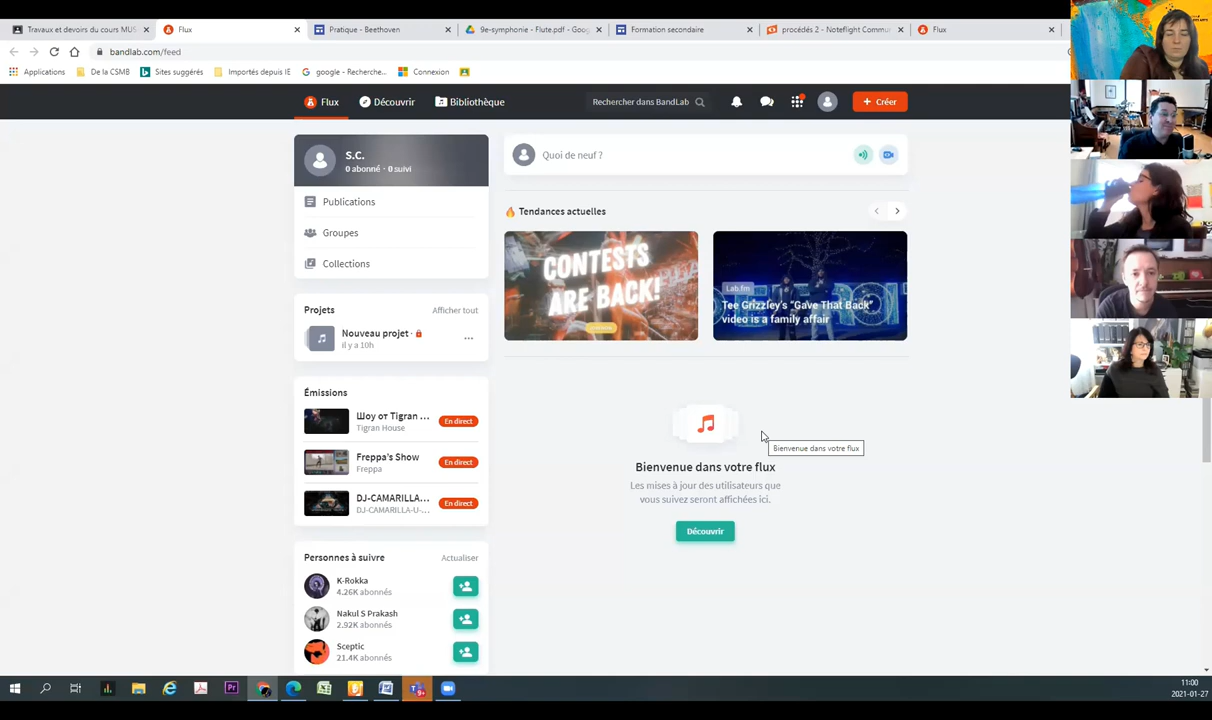 Travaux et devoirs du cours MUS
Flux
Pratique - Beethoven
9e-symphonie - Flute.pdf - Goog
Formation secondaire
procédés 2 - Noteflight Commu
Flux
bandlab.com/feed
Applications
De la CSMB
Sites suggérés
Importés depuis IE
google - Recherche...
Connexion
Flux
Découvrir
Bibliothèque
Rechercher dans BandLab
+ Créer
S.C.
0 abonné · 0 suivi
Publications
Groupes
Collections
Projets
Afficher tout
Nouveau projet ·
il y a 10h
Émissions
Шоу от Tigran ...
Tigran House
En direct
Freppa's Show
Freppa
En direct
DJ-CAMARILLA...
DJ-CAMARILLA-U-...
En direct
Personnes à suivre
Actualiser
K-Rokka
4.26K abonnés
Nakul S Prakash
2.92K abonnés
Sceptic
21.4K abonnés
Quoi de neuf ?
Tendances actuelles
CONTESTS
ARE BACK!
Lab.fm
Tee Grizzley's “Gave That Back”
video is a family affair
Bienvenue dans votre flux
Bienvenue dans votre flux
Les mises à jour des utilisateurs que
vous suivez seront affichées ici.
Découvrir
11:00
2021-01-27